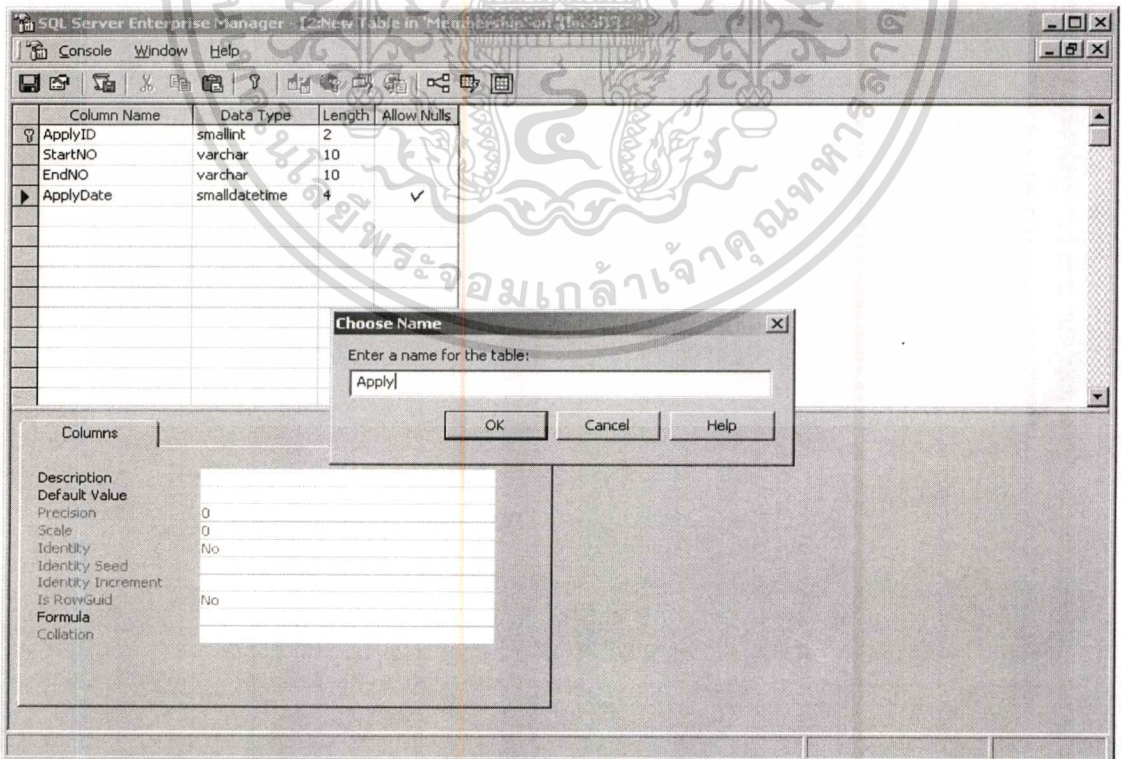 SQL Server Enterprise Manager - [2:New Table in 'Membership' on
Console Window Help
Column Name Data Type Length Allow Nulls
ApplyID smallint 2
StartNO varchar 10
EndNO varchar 10
ApplyDate smalldatetime 4
Choose Name
Enter a name for the table:
Apply
OK Cancel Help
Columns
Description
Default Value
Precision 0
Scale 0
Identity No
Identity Seed
Identity Increment
Is RowGuid No
Formula
Collation